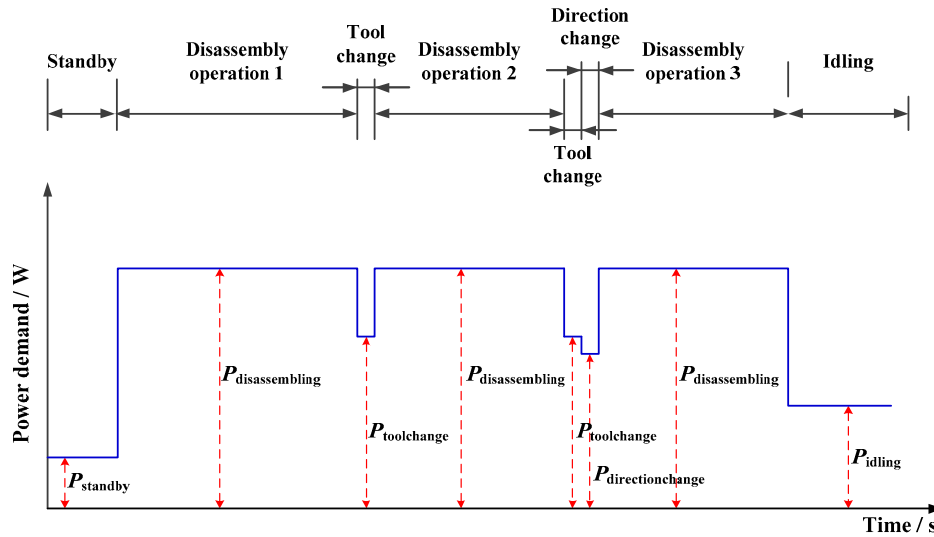 Standby
Disassembly
operation 1
Tool
change
Disassembly
operation 2
Direction
change
Disassembly
operation 3
Idling
Tool
change
Power demand / W
Pdisassembling
Pdisassembling
Pdisassembling
Ptoolchange
Ptoolchange
Pidling
Pstandby
Pdirectionchange
Time / s